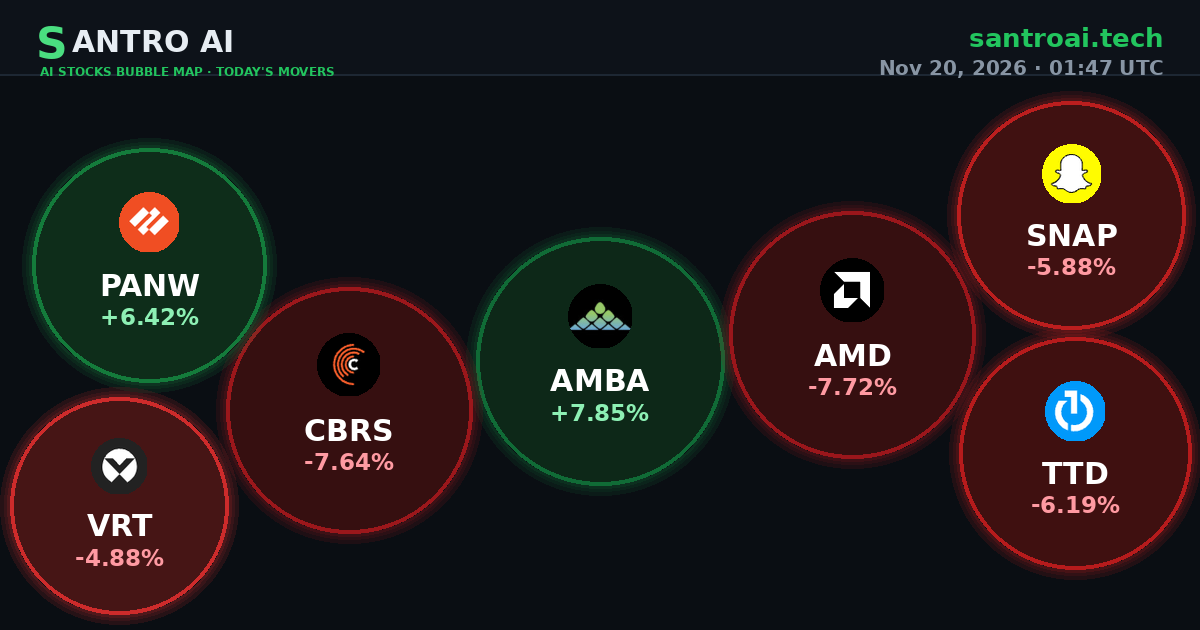 SANTRO AI
AI STOCKS BUBBLE MAP · TODAY'S MOVERS
santroai.tech
Nov 20, 2026 · 01:47 UTC
PANW
+6.42%
VRT
-4.88%
CBRS
-7.64%
AMBA
+7.85%
AMD
-7.72%
SNAP
-5.88%
TTD
-6.19%